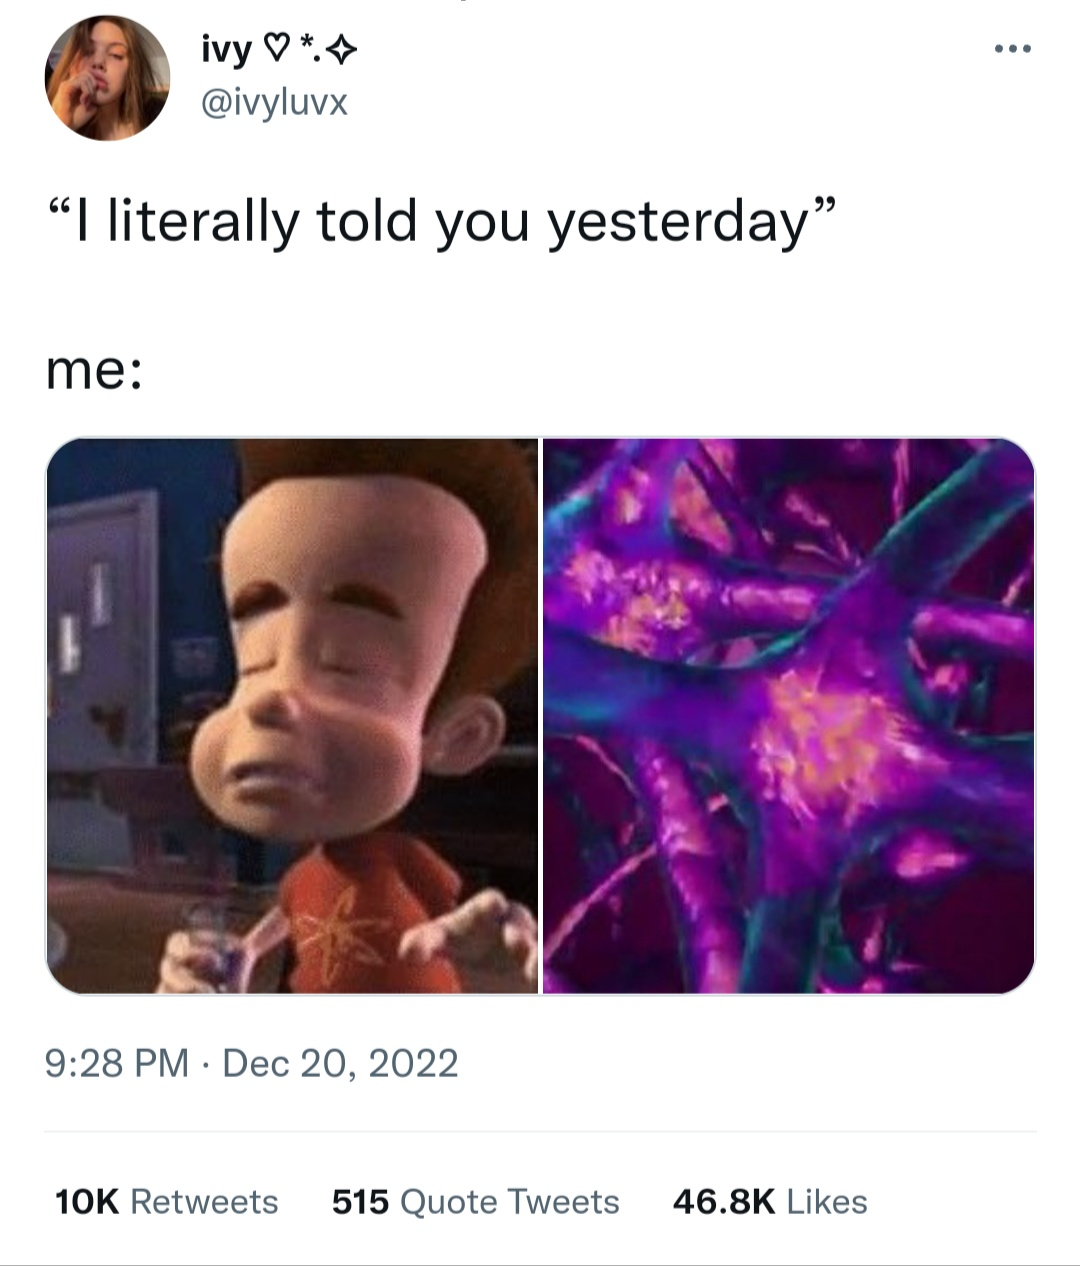 ivy ♡ *.✧
@ivyluvx
“I literally told you yesterday”
me:
9:28 PM · Dec 20, 2022
10K Retweets 515 Quote Tweets 46.8K Likes